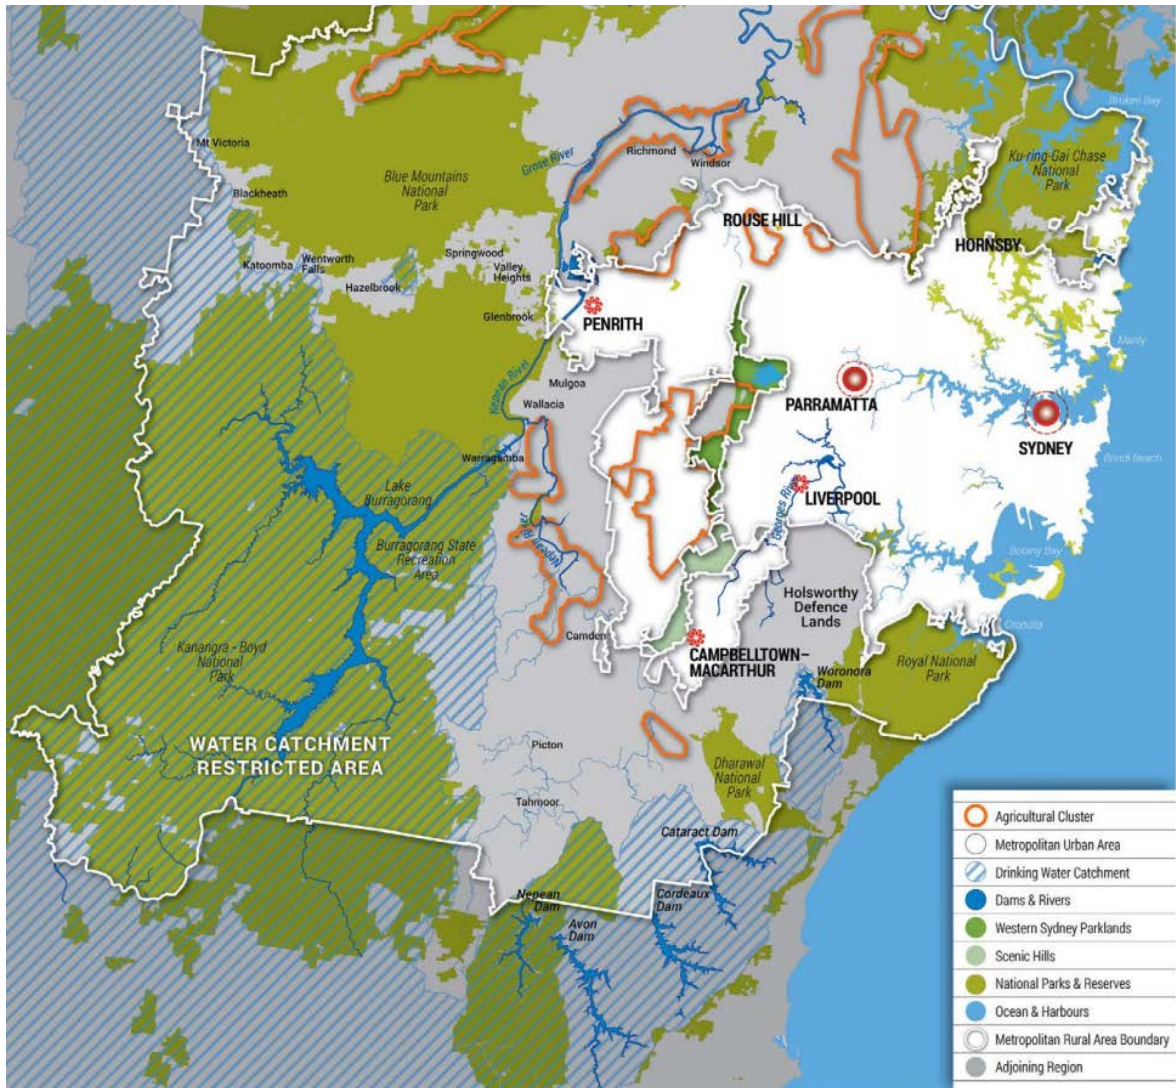 Broken Bay
Mt Victoria
Grose River
Richmond
Windsor
Ku-ring-Gai Chase
National
Park
Blue Mountains
National
Park
Blackheath
ROUSE HILL
HORNSBY
Katoomba
Wentworth
Falls
Springwood
Valley
Heights
Hazelbrook
Glenbrook
PENRITH
Manly
Nepean River
Mulgoa
Wallacia
PARRAMATTA
SYDNEY
Warragamba
Bondi Beach
Lake
Burragorang
LIVERPOOL
Georges River
Burragorang State
Recreation
Area
Nepean River
Botany Bay
Holsworthy
Defence
Lands
Camden
Cronulla
Kanangra - Boyd
National
Park
CAMPBELLTOWN–
MACARTHUR
Woronora
Dam
Royal National
Park
WATER CATCHMENT
RESTRICTED AREA
Picton
Dharawal
National
Park
Tahmoor
Cataract Dam
Nepean
Dam
Avon
Dam
Cordeaux
Dam
Agricultural Cluster
Metropolitan Urban Area
Drinking Water Catchment
Dams & Rivers
Western Sydney Parklands
Scenic Hills
National Parks & Reserves
Ocean & Harbours
Metropolitan Rural Area Boundary
Adjoining Region